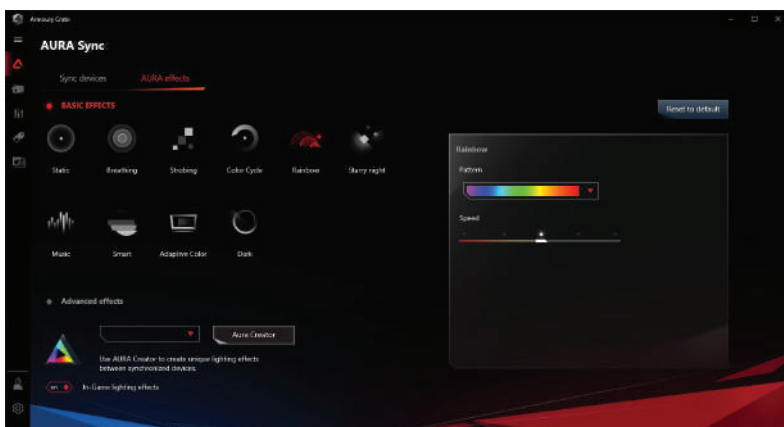 Armoury Crate
AURA Sync
Sync devices AURA effects
BASIC EFFECTS
Reset to default
Static Breathing Strobing Color Cycle Rainbow Starry night
Music Smart Adaptive Color Dark
Rainbow
Pattern
Speed
Advanced effects
Aura Creator
Use AURA Creator to create unique lighting effects
between synchronized devices.
on In-Game lighting effects